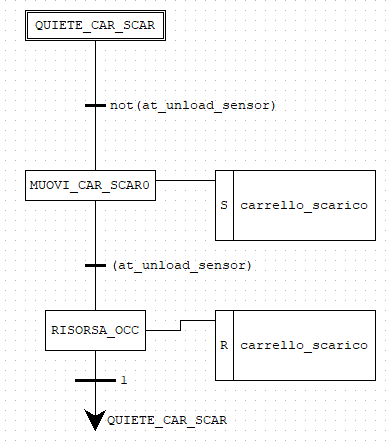 QUIETE_CAR_SCAR
not(at_unload_sensor)
MUOVI_CAR_SCAR0
S carrello_scarico
(at_unload_sensor)
RISORSA_OCC
R carrello_scarico
1
QUIETE_CAR_SCAR